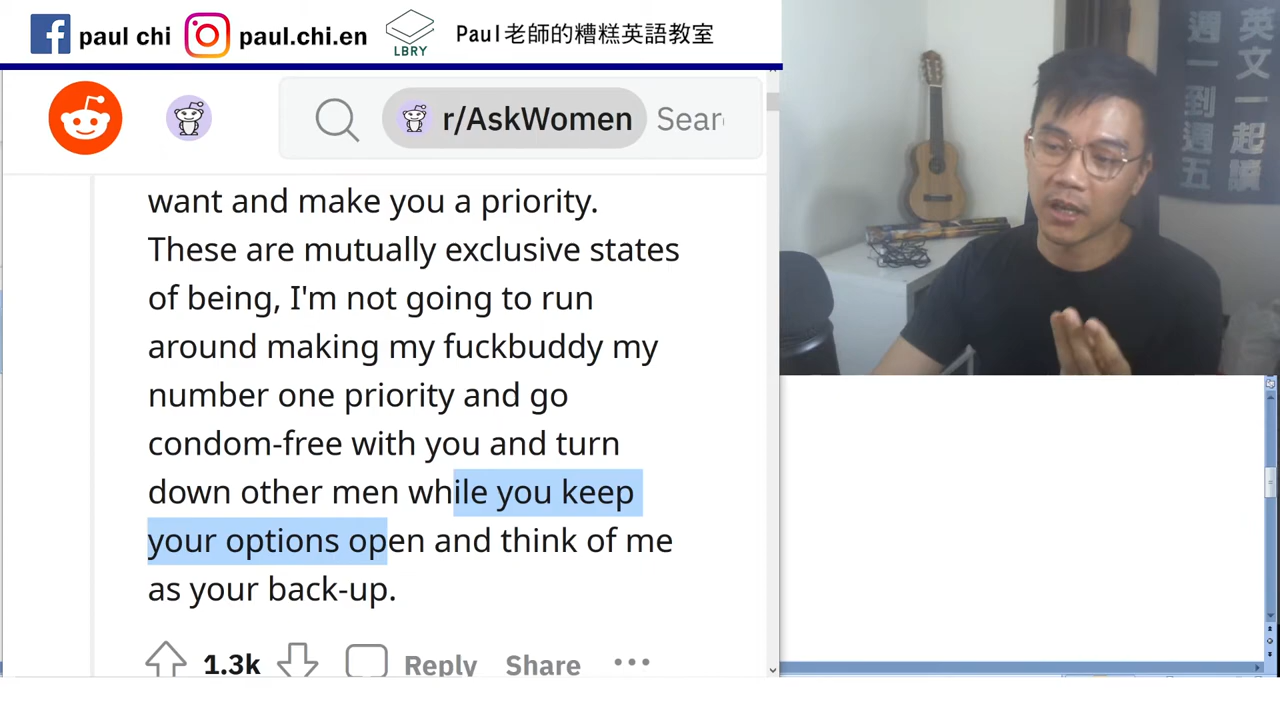 paul chi paul.chi.en LBRY Paul老師的糟糕英語教室
r/AskWomen Sear
want and make you a priority.
These are mutually exclusive states
of being, I'm not going to run
around making my fuckbuddy my
number one priority and go
condom-free with you and turn
down other men while you keep
your options open and think of me
as your back-up.
1.3k Reply Share
英文一起讀
週一到週五